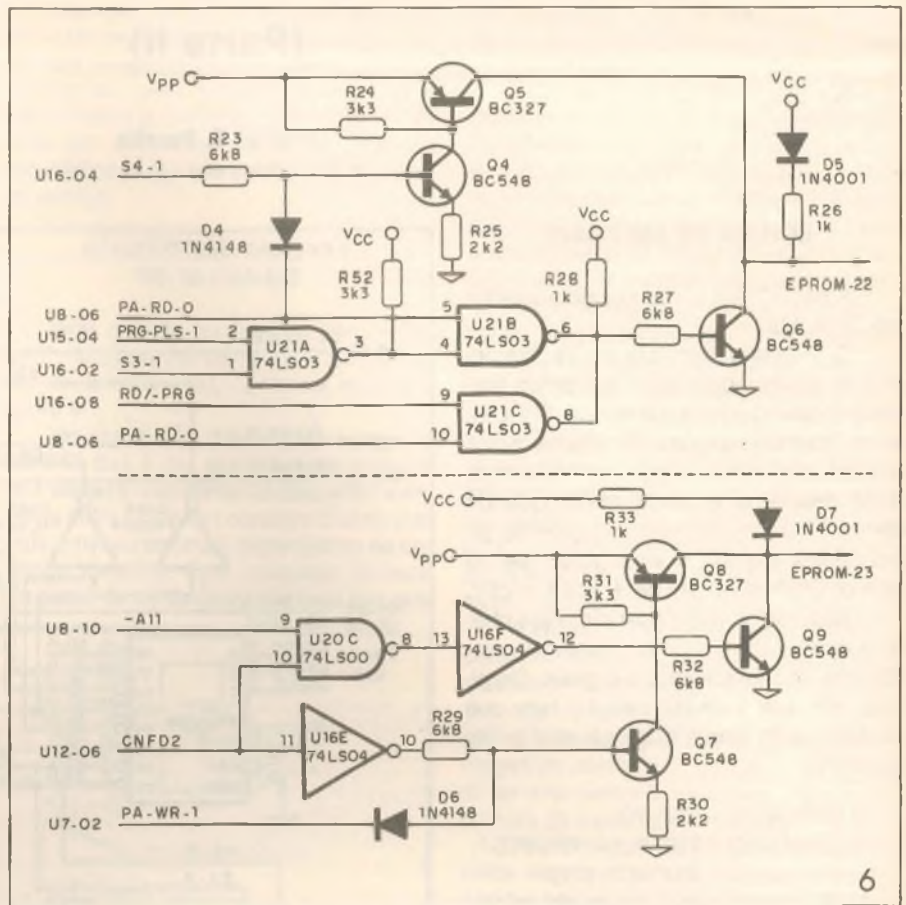 VPP
R24
3k3
Q5
BC327
VCC
R23
6k8
U16-04
S4-1
Q4
BC548
D5
1N4001
D4
1N4148
R25
2k2
R26
1k
VCC
R52
3k3
VCC
R28
1k
EPROM-22
U8-06
PA-RD-0
U15-04
PRG-PLS-1
2
U21A
74LS03
3
5
U21B
74LS03
6
4
R27
6k8
Q6
BC548
U16-02
S3-1
1
U16-08
RD/-PRG
9
U21C
74LS03
8
U8-06
PA-RD-0
10
VCC
R33
1k
D7
1N4001
VPP
R31
3k3
Q8
BC327
EPROM-23
U8-10
-A11
9
U20C
74LS00
8
13
U16F
74LS04
12
10
R32
6k8
Q9
BC548
U12-06
CNFD2
11
U16E
74LS04
10
R29
6k8
Q7
BC548
U7-02
PA-WR-1
D6
1N4148
R30
2k2
6